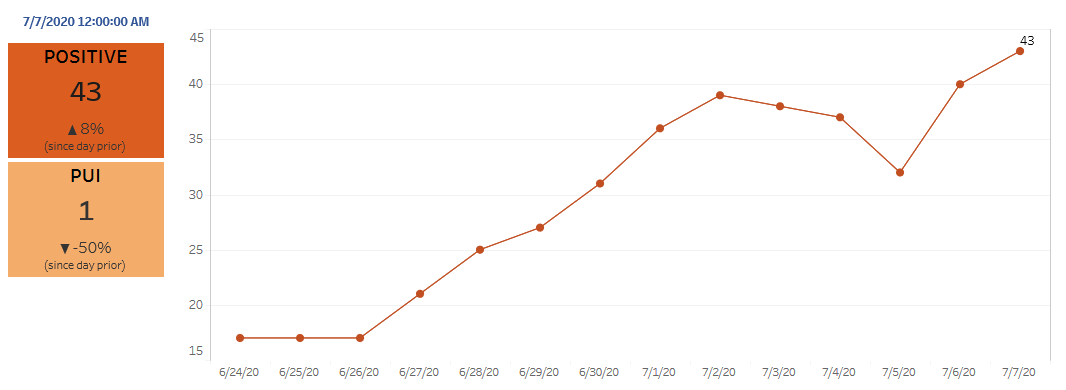 7/7/2020 12:00:00 AM
POSITIVE
43
▲8%
(since day prior)
PUI
1
▼-50%
(since day prior)
45
40
35
30
25
20
15
43
6/24/20 6/25/20 6/26/20 6/27/20 6/28/20 6/29/20 6/30/20 7/1/20 7/2/20 7/3/20 7/4/20 7/5/20 7/6/20 7/7/20